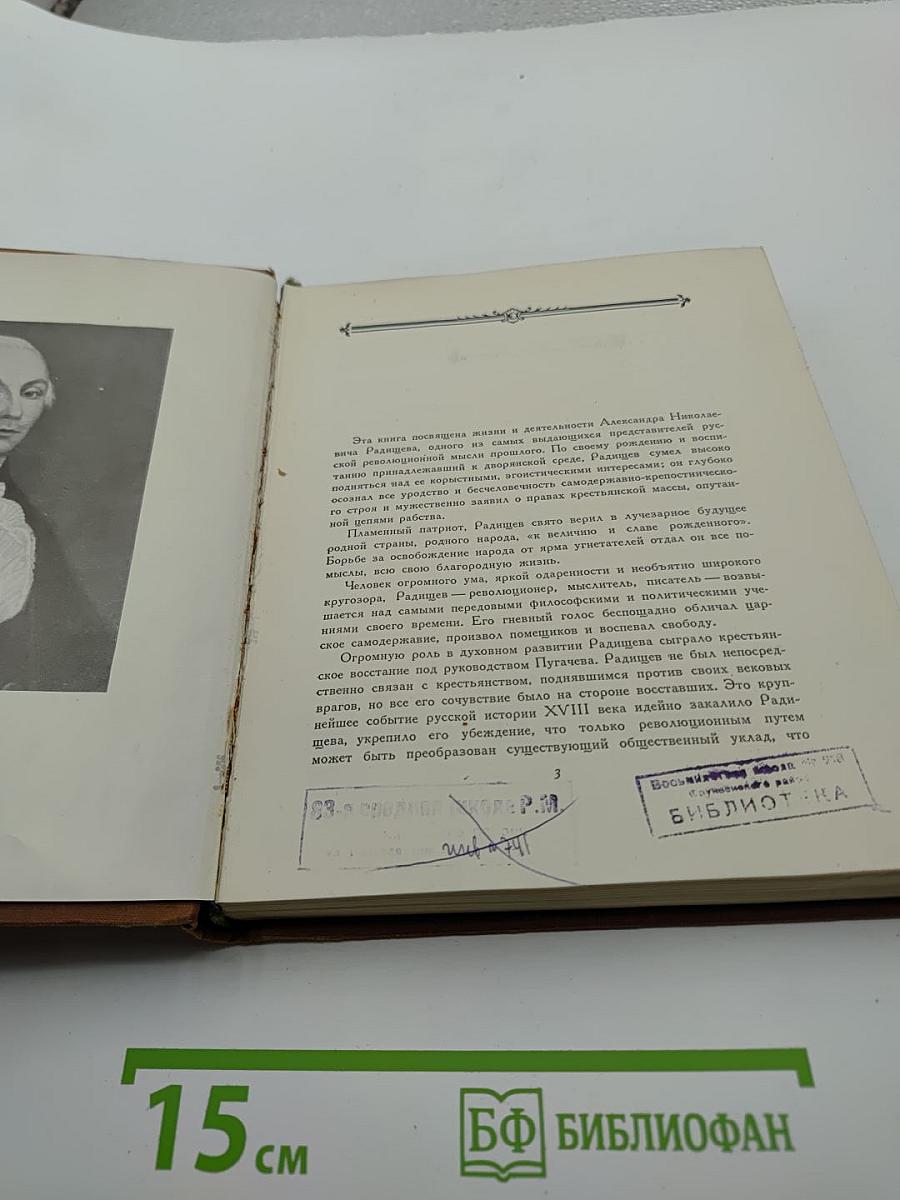 Эта книга посвящена жизни и деятельности Александра Николае-
вича Радищева, одного из самых выдающихся представителей рус-
ской революционной мысли прошлого. По своему рождению и воспи-
танию принадлежавший к дворянской среде, Радищев сумел высоко
подняться над ее корыстными, эгоистическими интересами; он глубоко
осознал все уродство и бесчеловечность самодержавно-крепостническо-
го строя и мужественно заявил о правах крестьянской массы, опутан-
ной цепями рабства.
Пламенный патриот, Радищев свято верил в лучезарное будущее
родной страны, родного народа, «к величию и славе рожденного».
Борьбе за освобождение народа от ярма угнетателей отдал он все по-
мыслы, всю свою благородную жизнь.
Человек огромного ума, яркой одаренности и необъятно широкого
кругозора, Радищев — революционер, мыслитель, писатель — возвы-
шается над самыми передовыми философскими и политическими уче-
ниями своего времени. Его гневный голос беспощадно обличал цар-
ское самодержавие, произвол помещиков и воспевал свободу.
Огромную роль в духовном развитии Радищева сыграло крестьян-
ское восстание под руководством Пугачева. Радищев не был непосред-
ственно связан с крестьянством, поднявшимся против своих вековых
врагов, но все его сочувствие было на стороне восставших. Это круп-
нейшее событие русской истории XVIII века идейно закалило Ради-
щева, укрепило его убеждение, что только революционным путем
может быть преобразован существующий общественный уклад, что
3
83-я средняя школа Р.М.
БИБЛИОТЕКА
15 см
БФ БИБЛИОФАН